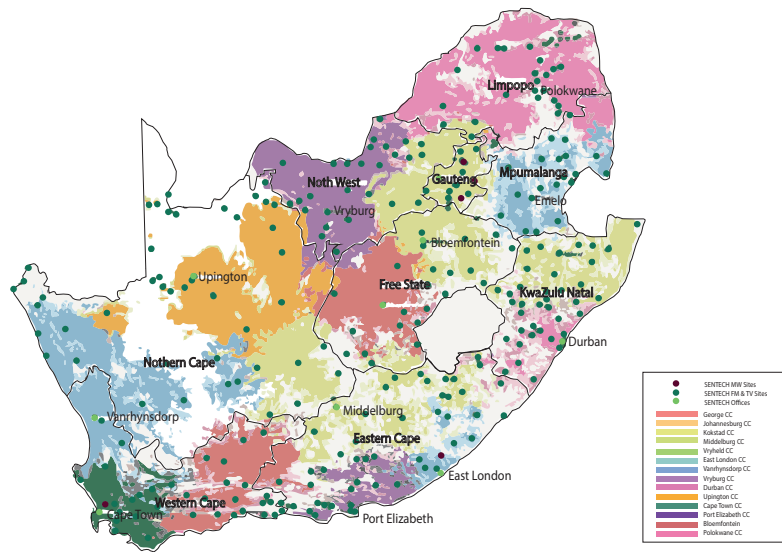 Limpopo
Polokwane
Noth West
Gauteng
Mpumalanga
Vryburg
Emelo
Bloemfontein
Upington
Free State
KwaZulu Natal
Durban
Nothern Cape
Vanrhynsdorp
Middelburg
Eastern Cape
East London
Western Cape
Cape Town
Port Elizabeth
SENTECH MW Sites
SENTECH FM & TV Sites
SENTECH Offices
George CC
Johannesburg CC
Kokstad CC
Middelburg CC
Vryheld CC
East London CC
Vanrhynsdorp CC
Vryburg CC
Durban CC
Upington CC
Cape Town CC
Port Elizabeth CC
Bloemfontein
Polokwane CC